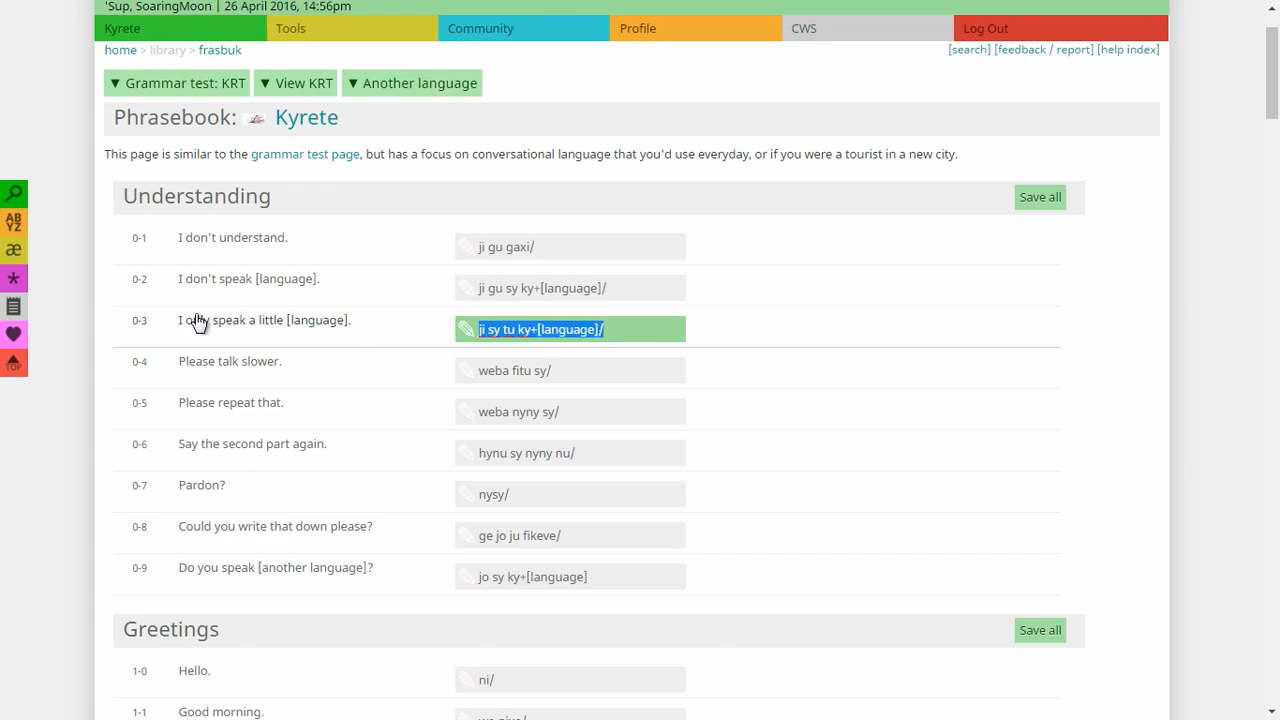 'Sup, SoaringMoon | 26 April 2016, 14:56pm
Kyrete Tools Community Profile CWS Log Out
home > library > frasbuk [search] [feedback / report] [help index]
▼ Grammar test: KRT ▼ View KRT ▼ Another language
Phrasebook: Kyrete
This page is similar to the grammar test page, but has a focus on conversational language that you'd use everyday, or if you were a tourist in a new city.
Understanding Save all
0-1 I don't understand. ji gu gaxi/
0-2 I don't speak [language]. ji gu sy ky+[language]/
0-3 I speak a little [language]. ji sy tu ky+[language]/
0-4 Please talk slower. weba fitu sy/
0-5 Please repeat that. weba nyny sy/
0-6 Say the second part again. hynu sy nyny nu/
0-7 Pardon? nysy/
0-8 Could you write that down please? ge jo ju fikeve/
0-9 Do you speak [another language]? jo sy ky+[language]
Greetings Save all
1-0 Hello. ni/
1-1 Good morning.
AB
YZ
æ
*
TOP